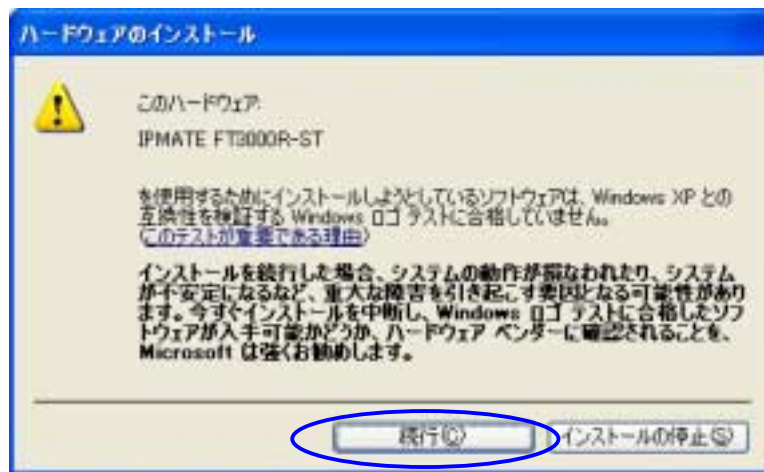 ハードウェアのインストール
このハードウェア:
IPMATE FT3000R-ST
を使用するためにインストールしようとしているソフトウェアは、Windows XP との
互換性を検証する Windows ロゴ テストに合格していません。
(このテストが重要である理由)
インストールを続行した場合、システムの動作が損なわれたり、システム
が不安定になるなど、重大な障害を引き起こす要因となる可能性があり
ます。今すぐインストールを中断し、Windows ロゴ テストに合格したソフ
トウェアが入手可能かどうか、ハードウェア ベンダーに確認されることを、
Microsoft は強くお勧めします。
続行(C) インストールの停止(S)